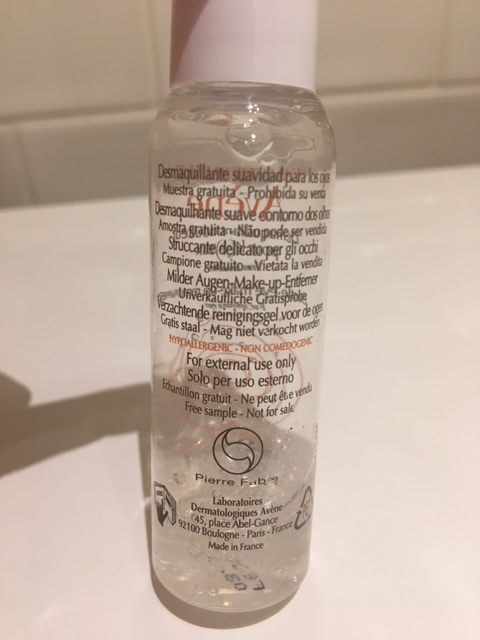 Desmaquillante suavidad para los ojos
Muestra gratuita - Prohibida su venta
Desmaquilhante suave contorno dos olhos
Amostra gratuita - Não pode ser vendida
Struccante delicato per gli occhi
Campione gratuito - Vietata la vendita
Milder Augen-Make-up-Entferner
Unverkäufliche Gratisprobe
Verzachtende reinigingsgel voor de ogen
Gratis staal - Mag niet verkocht worden
HYPOALLERGENIC - NON COMEDOGENIC
For external use only
Solo per uso esterno
Echantillon gratuit - Ne peut être vendu
Free sample - Not for sale
Pierre Fabre
Laboratoires
Dermatologiques Avène
45, place Abel-Gance
92100 Boulogne - Paris - France
Made in France